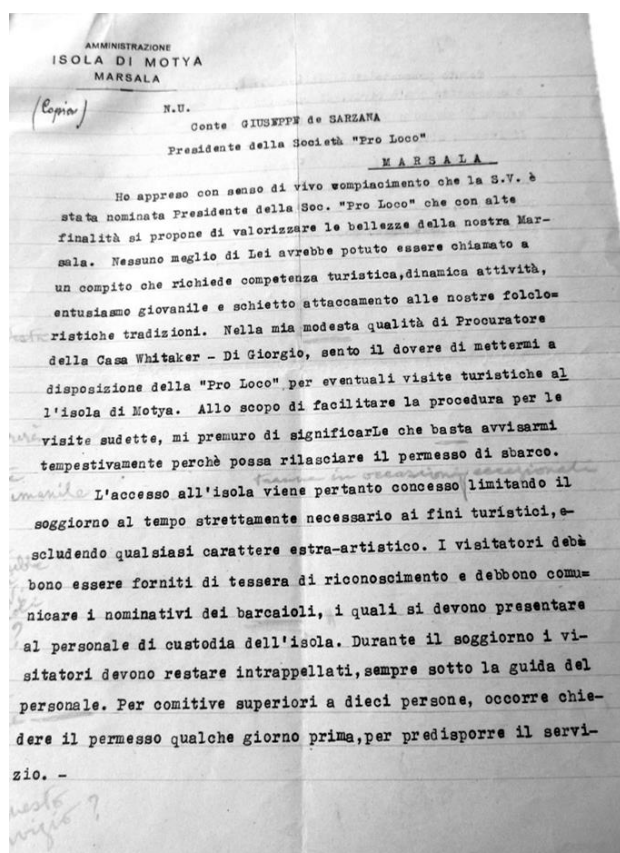 AMMINISTRAZIONE
ISOLA DI MOTYA
MARSALA
(Copia)
N.U.
Conte GIUSEPPE de SARZANA
Presidente della Società "Pro Loco"
MARSALA
Ho appreso con senso di vivo compiacimento che la S.V. è
stata nominata Presidente della Soc. "Pro Loco" che con alte
finalità si propone di valorizzare le bellezze della nostra Mar-
sala. Nessuno meglio di Lei avrebbe potuto essere chiamato a
un compito che richiede competenza turistica,dinamica attività,
entusiasmo giovanile e schietto attaccamento alle nostre folclo=
ristiche tradizioni. Nella mia modesta qualità di Procuratore
della Casa Whitaker - Di Giorgio, sento il dovere di mettermi a
disposizione della "Pro Loco" per eventuali visite turistiche al
l'isola di Motya. Allo scopo di facilitare la procedura per le
visite sudette, mi premuro di significarLe che basta avvisarmi
tempestivamente perchè possa rilasciare il permesso di sbarco.
tranne in occasioni eccezionali
L'accesso all'isola viene pertanto concesso limitando il
soggiorno al tempo strettamente necessario ai fini turistici,e-
scludendo qualsiasi carattere estra-artistico. I visitatori deb=
bono essere forniti di tessera di riconoscimento e debbono comu=
nicare i nominativi dei barcaioli, i quali si devono presentare
al personale di custodia dell'isola. Durante il soggiorno i vi-
sitatori devono restare intrappellati,sempre sotto la guida del
personale. Per comitive superiori a dieci persone, occorre chie-
dere il permesso qualche giorno prima,per predisporre il servi-
zio. -
?